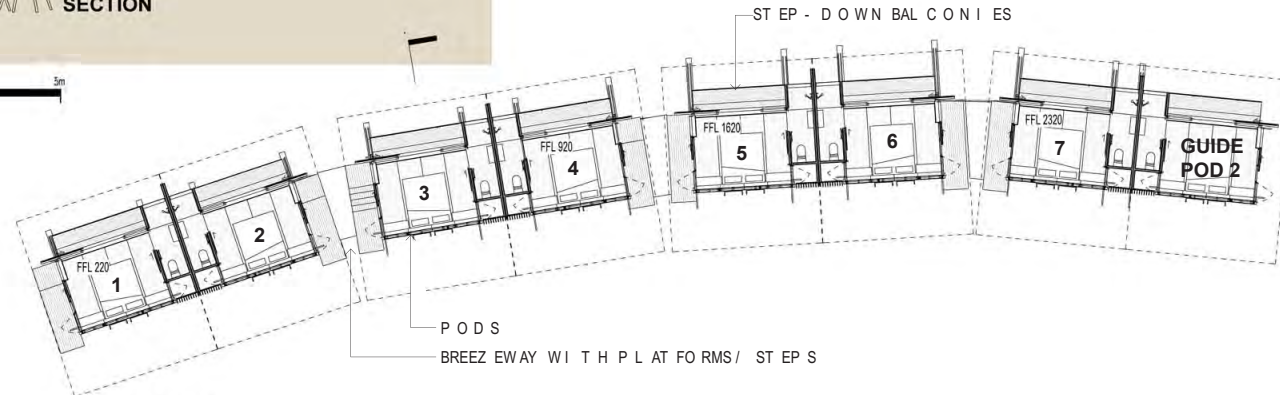 SECTION
5m
STEP - DOWN BALCONIES
FFL 220
1
2
3
FFL 920
4
FFL 1620
5
6
FFL 2320
7
GUIDE
POD 2
PODS
BREEZEWAY WITH PLATFORMS/ STEPS